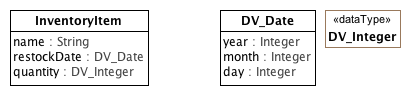 InventoryItem
name : String
restockDate : DV_Date
quantity : DV_Integer
DV_Date
year : Integer
month : Integer
day : Integer
«dataType»
DV_Integer